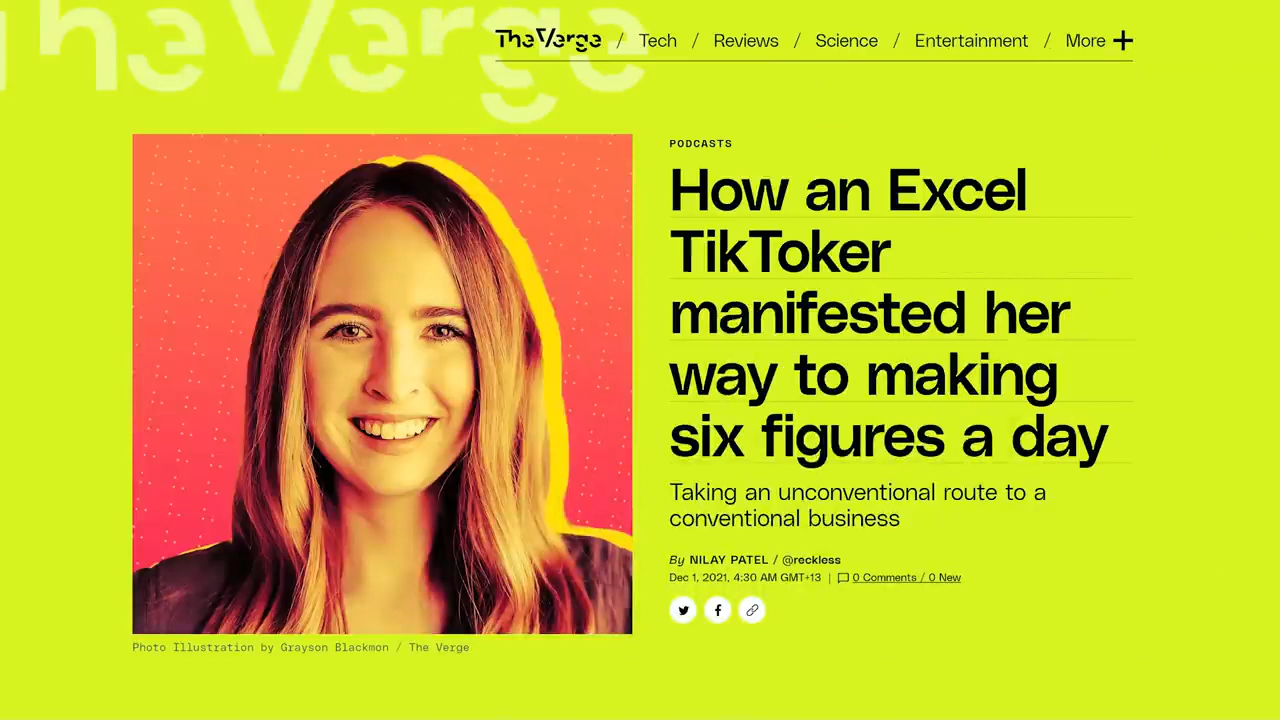 The Verge
The Verge / Tech / Reviews / Science / Entertainment / More
PODCASTS
How an Excel
TikToker
manifested her
way to making
six figures a day
Taking an unconventional route to a
conventional business
By NILAY PATEL / @reckless
Dec 1, 2021, 4:30 AM GMT+13 | 0 Comments / 0 New
Photo Illustration by Grayson Blackmon / The Verge